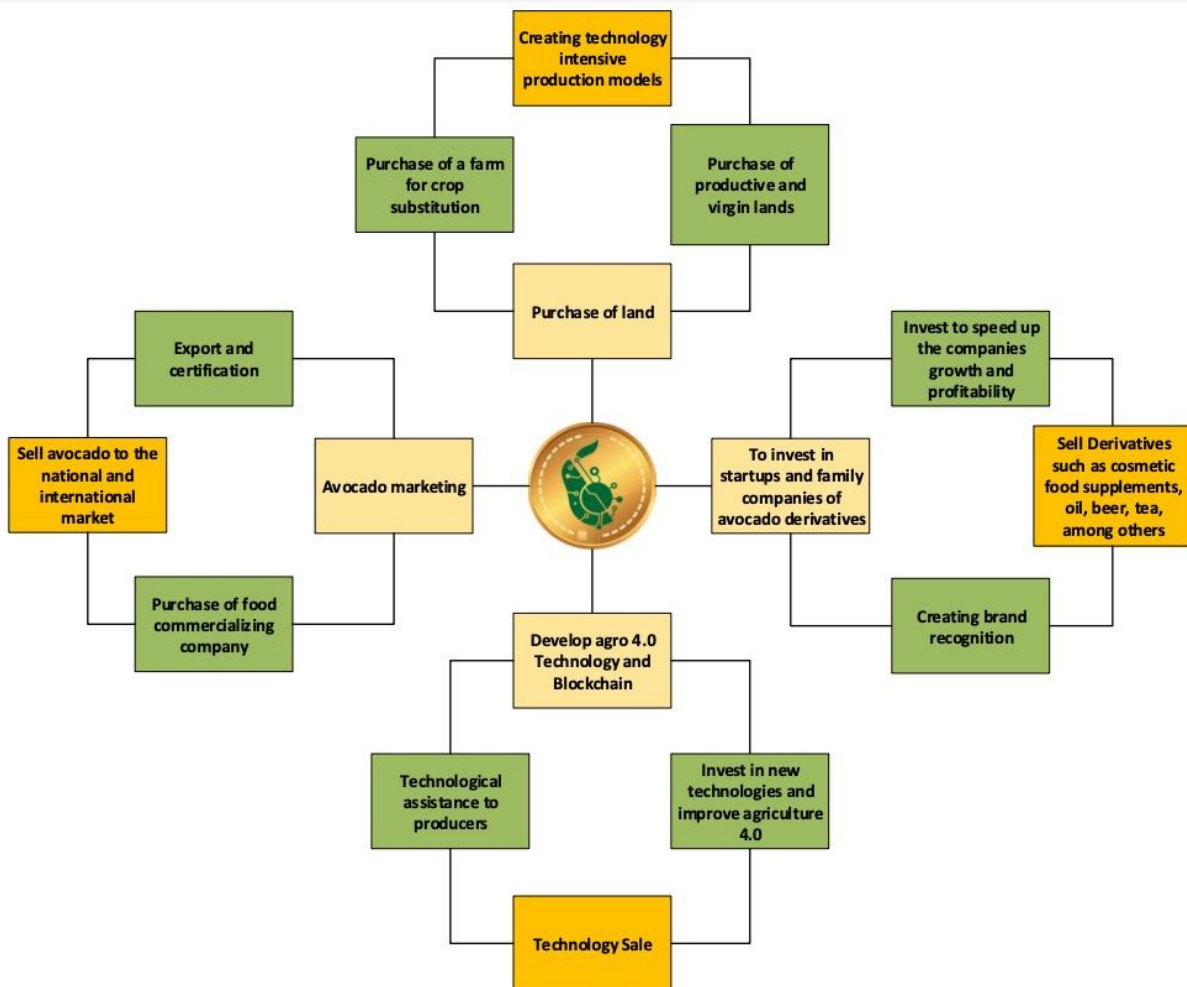 Creating technology
intensive
production models
Purchase of a farm
for crop
substitution
Purchase of
productive and
virgin lands
Purchase of land
Export and
certification
Sell avocado to the
national and
international
market
Avocado marketing
Purchase of food
commercializing
company
Invest to speed up
the companies
growth and
profitability
To invest in
startups and family
companies of
avocado derivatives
Sell Derivatives
such as cosmetic
food supplements,
oil, beer, tea,
among others
Creating brand
recognition
Develop agro 4.0
Technology and
Blockchain
Technological
assistance to
producers
Invest in new
technologies and
improve agriculture
4.0
Technology Sale